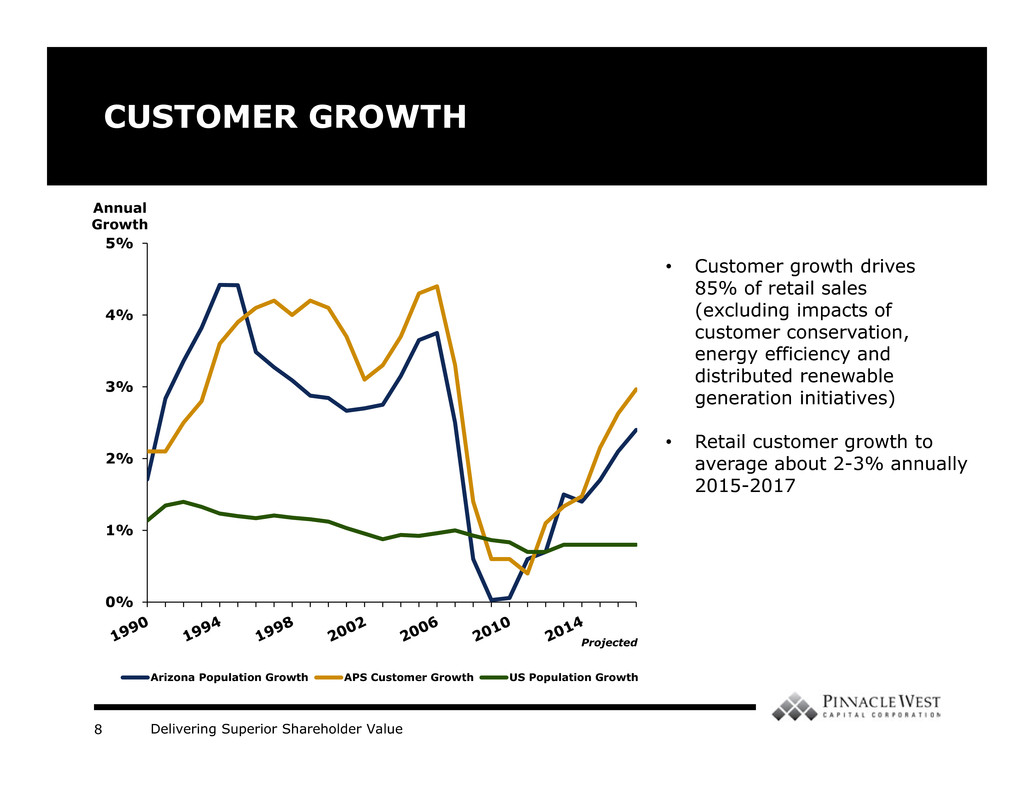 CUSTOMER GROWTH
Annual
Growth
5%
4%
3%
2%
1%
0%
1990
1994
1998
2002
2006
2010
2014
Projected
Arizona Population Growth
APS Customer Growth
US Population Growth
• Customer growth drives
85% of retail sales
(excluding impacts of
customer conservation,
energy efficiency and
distributed renewable
generation initiatives)
• Retail customer growth to
average about 2-3% annually
2015-2017
PINNACLE WEST
CAPITAL CORPORATION
8 Delivering Superior Shareholder Value